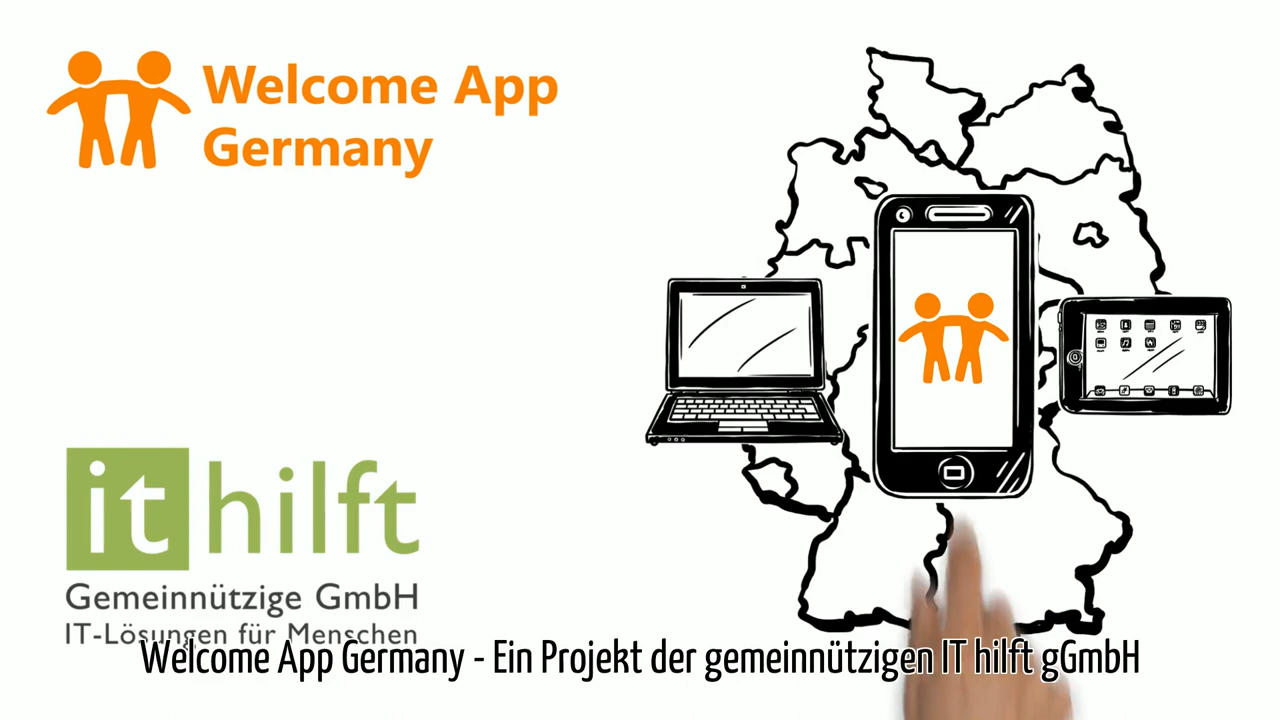 Welcome App
Germany
it hilft
Gemeinnützige GmbH
IT-Lösungen für Menschen
Welcome App Germany - Ein Projekt der gemeinnützigen IT hilft gGmbH